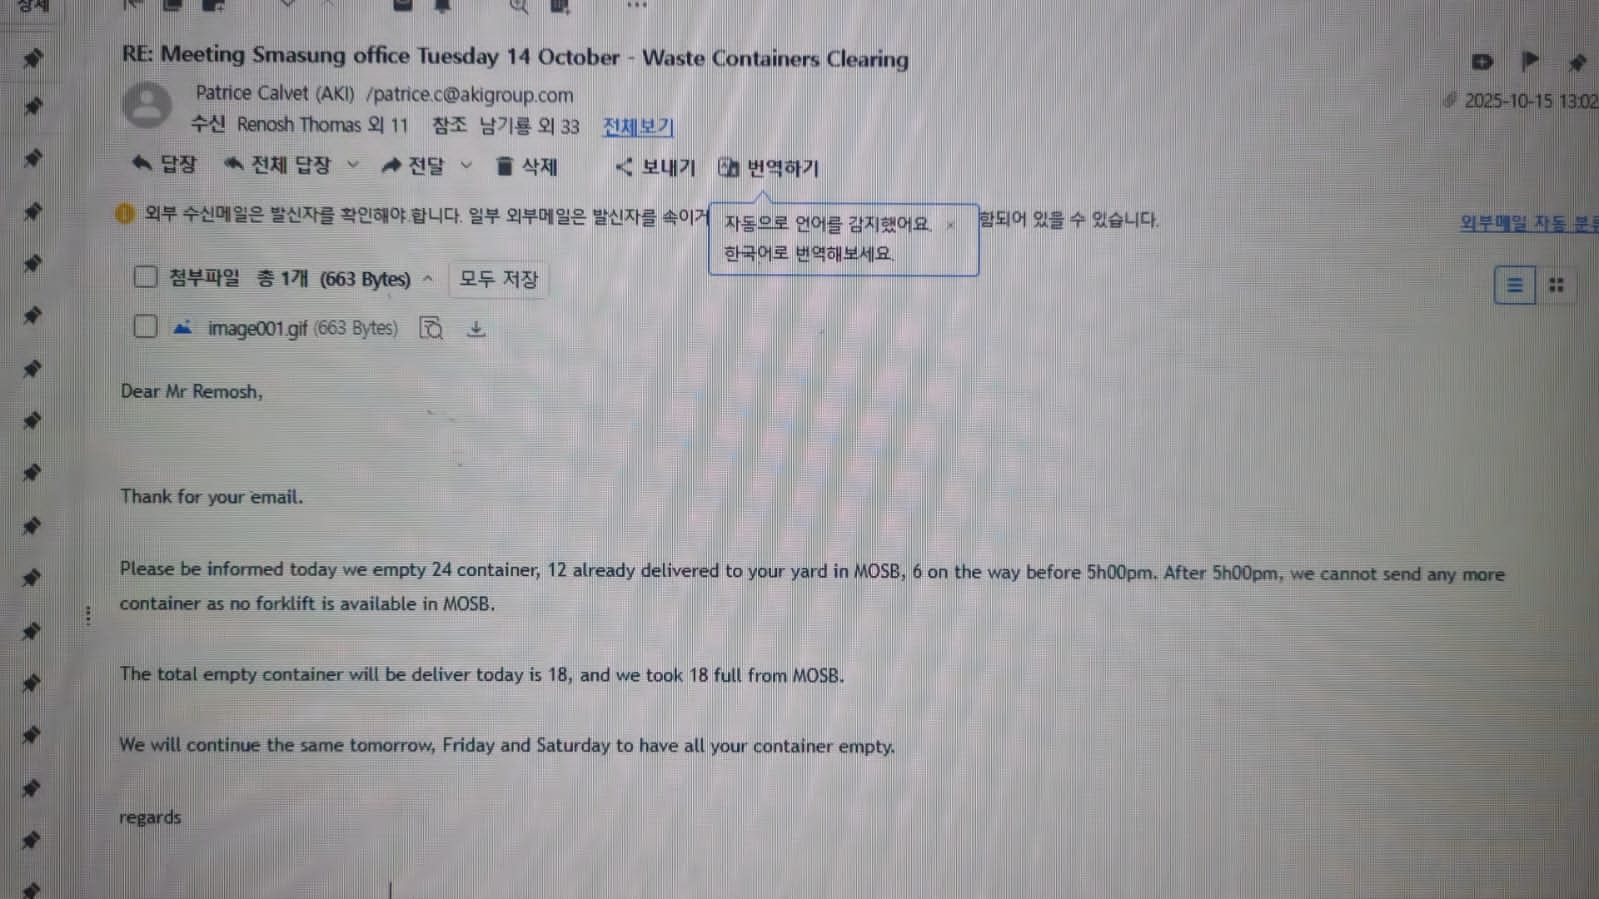 상세
RE: Meeting Smasung office Tuesday 14 October - Waste Containers Clearing
Patrice Calvet (AKI) /patrice.c@akigroup.com
2025-10-15 13:02
수신 Renosh Thomas 외 11 참조 남기룡 외 33 전체보기
답장 전체 답장 전달 삭제 보내기 번역하기
외부 수신메일은 발신자를 확인해야 합니다. 일부 외부메일은 발신자를 속이거 함되어 있을 수 있습니다.
외부메일 자동 분류
자동으로 언어를 감지했어요. ×
한국어로 번역해보세요.
첨부파일 총 1개 (663 Bytes) 모두 저장
image001.gif (663 Bytes)
Dear Mr Remosh,
Thank for your email.
Please be informed today we empty 24 container, 12 already delivered to your yard in MOSB, 6 on the way before 5h00pm. After 5h00pm, we cannot send any more
container as no forklift is available in MOSB.
The total empty container will be deliver today is 18, and we took 18 full from MOSB.
We will continue the same tomorrow, Friday and Saturday to have all your container empty.
regards